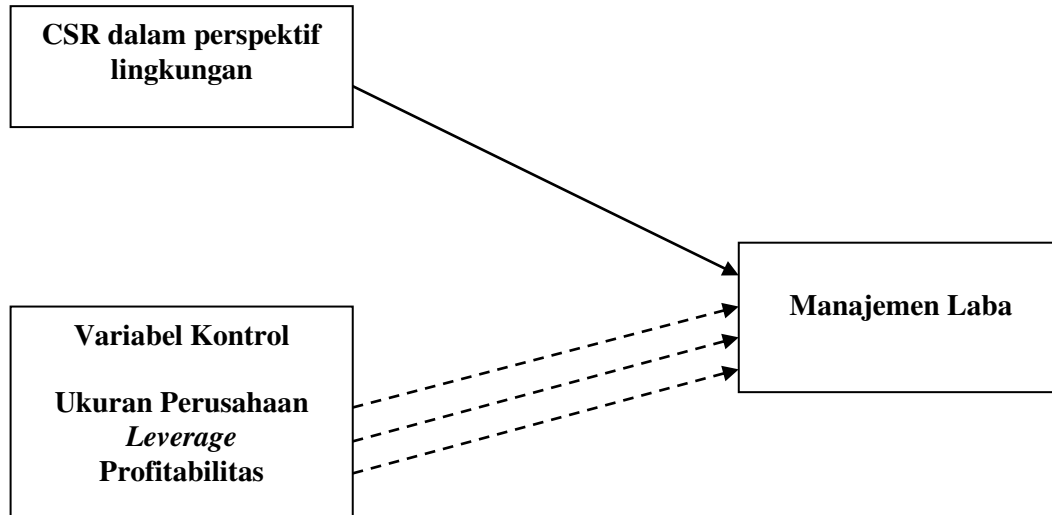 CSR dalam perspektif
lingkungan
Manajemen Laba
Variabel Kontrol
Ukuran Perusahaan
Leverage
Profitabilitas